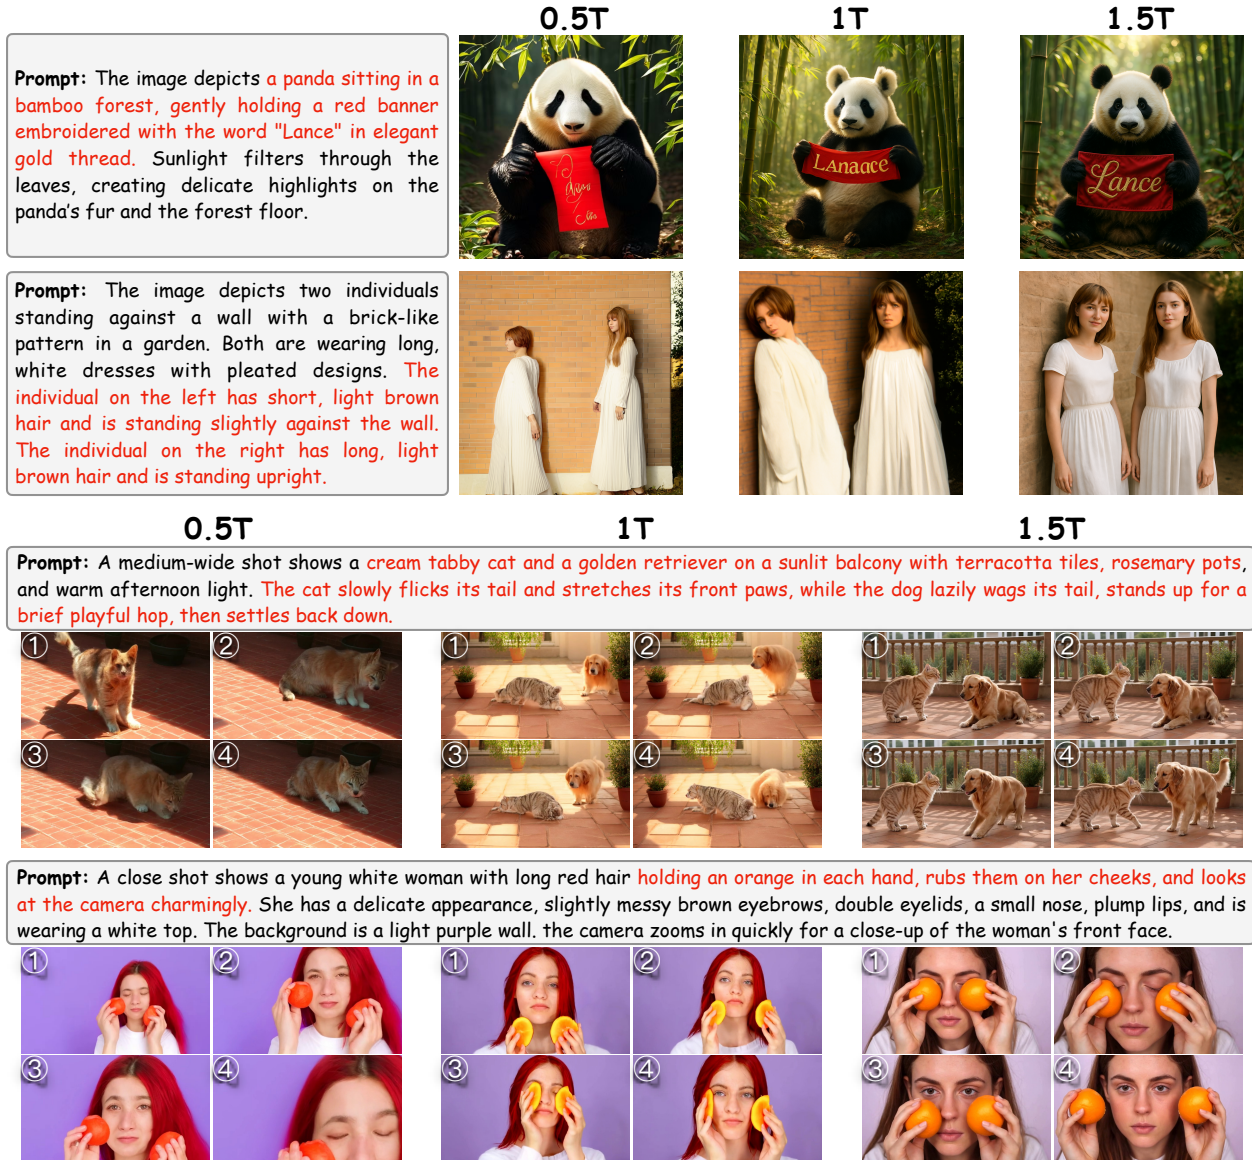 0.5T 1T 1.5T
Prompt: The image depicts a panda sitting in a
bamboo forest, gently holding a red banner
embroidered with the word "Lance" in elegant
gold thread. Sunlight filters through the
leaves, creating delicate highlights on the
panda's fur and the forest floor.
LANaace
Lance
Prompt: The image depicts two individuals
standing against a wall with a brick-like
pattern in a garden. Both are wearing long,
white dresses with pleated designs. The
individual on the left has short, light brown
hair and is standing slightly against the wall.
The individual on the right has long, light
brown hair and is standing upright.
0.5T 1T 1.5T
Prompt: A medium-wide shot shows a cream tabby cat and a golden retriever on a sunlit balcony with terracotta tiles, rosemary pots,
and warm afternoon light. The cat slowly flicks its tail and stretches its front paws, while the dog lazily wags its tail, stands up for a
brief playful hop, then settles back down.
① ② ① ② ① ②
③ ④ ③ ④ ③ ④
Prompt: A close shot shows a young white woman with long red hair holding an orange in each hand, rubs them on her cheeks, and looks
at the camera charmingly. She has a delicate appearance, slightly messy brown eyebrows, double eyelids, a small nose, plump lips, and is
wearing a white top. The background is a light purple wall. the camera zooms in quickly for a close-up of the woman's front face.
① ② ① ② ① ②
③ ④ ③ ④ ③ ④